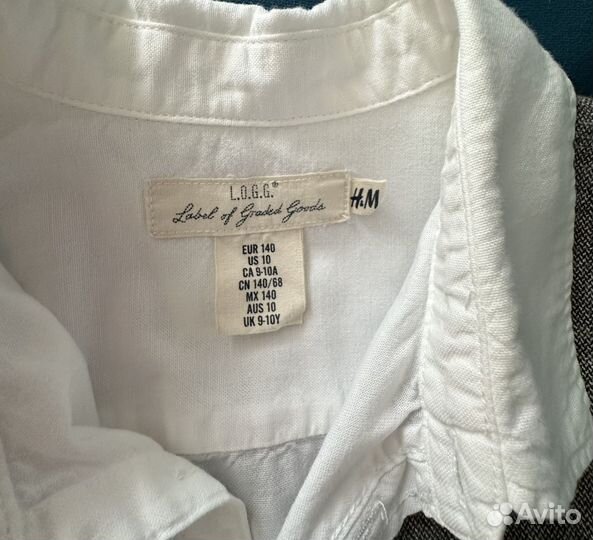 L.O.G.G.®
Label of Graded Goods
H&M
EUR 140
US 10
CA 9-10A
CN 140/68
MX 140
AUS 10
UK 9-10Y
Avito